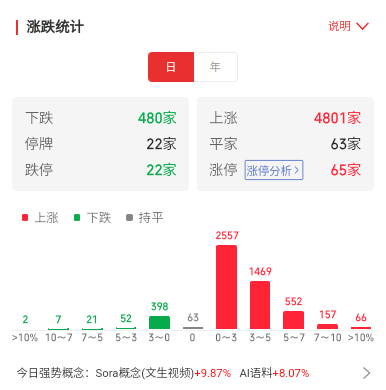 涨跌统计 说明
日 年
下跌 480家 上涨 4801家
停牌 22家 平家 63家
跌停 22家 涨停 涨停分析 65家
上涨 下跌 持平
2557
1469
552
398
157
2 7 21 52 63 66
>10% 10～7 7～5 5～3 3～0 0 0～3 3～5 5～7 7～10 >10%
今日强势概念: Sora概念(文生视频)+9.87% AI语料+8.07%